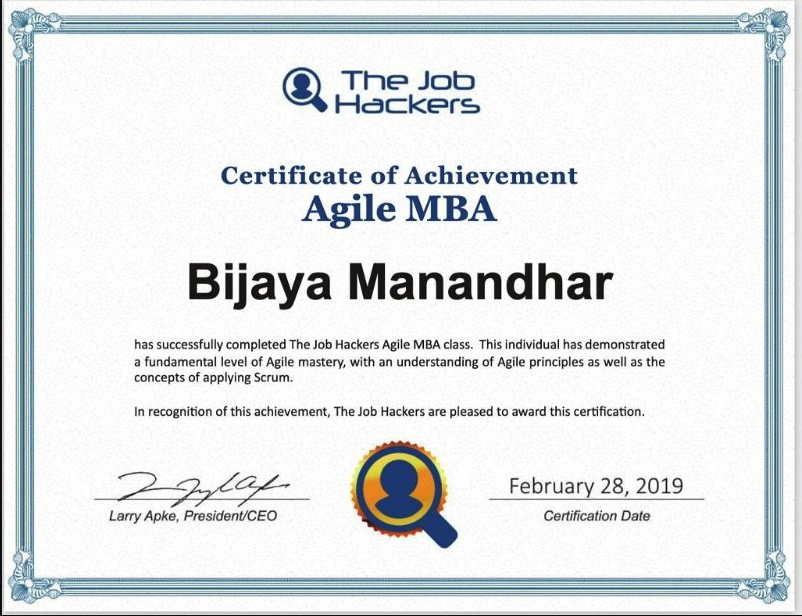 The Job
Hackers
Certificate of Achievement
Agile MBA
Bijaya Manandhar
has successfully completed The Job Hackers Agile MBA class. This individual has demonstrated
a fundamental level of Agile mastery, with an understanding of Agile principles as well as the
concepts of applying Scrum.
In recognition of this achievement, The Job Hackers are pleased to award this certification.
February 28, 2019
Larry Apke, President/CEO
Certification Date